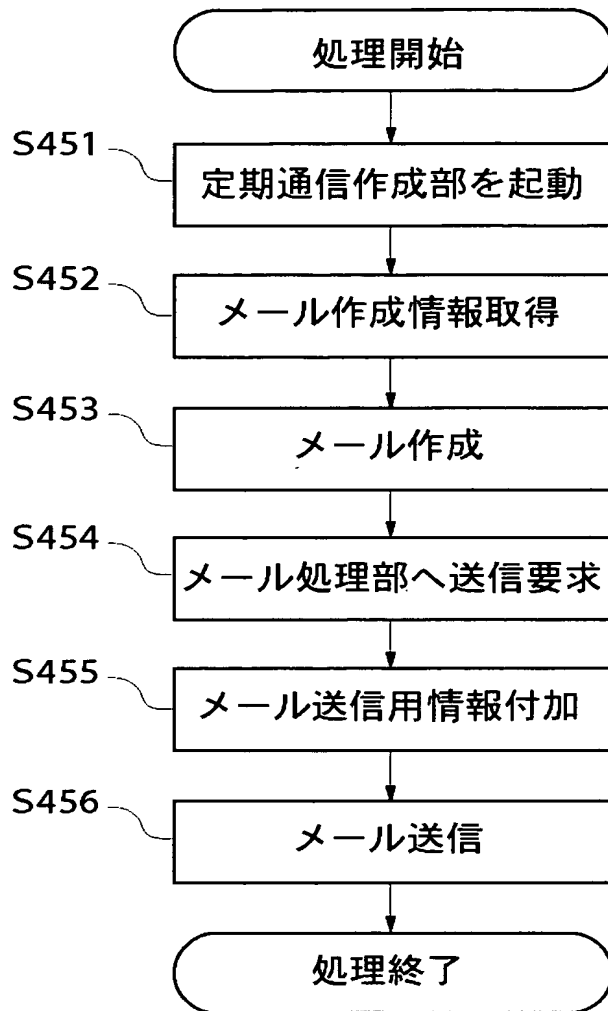 処理開始
S451
定期通信作成部を起動
S452
メール作成情報取得
S453
メール作成
S454
メール処理部へ送信要求
S455
メール送信用情報付加
S456
メール送信
処理終了